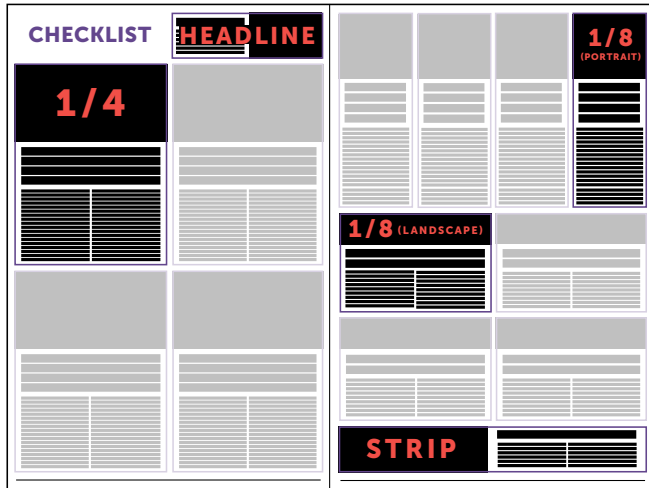 CHECKLIST
HEADLINE
1/4
1/8
(PORTRAIT)
1/8 (LANDSCAPE)
STRIP